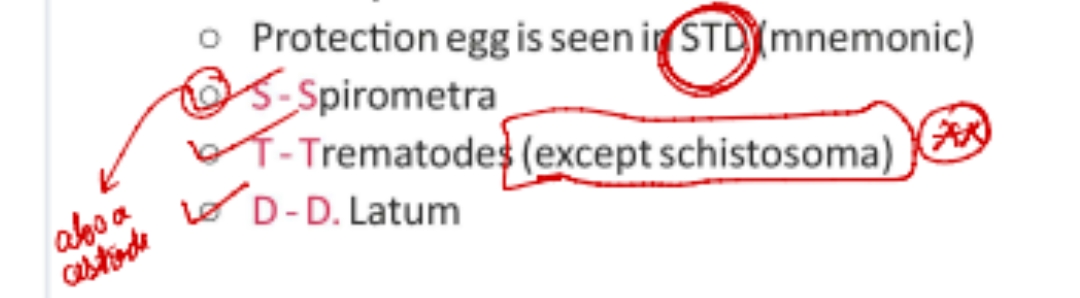 Protection egg is seen in STD (mnemonic)
S - Spirometra
T - Trematodes (except schistosoma)
D - D. Latum
also a
cestode